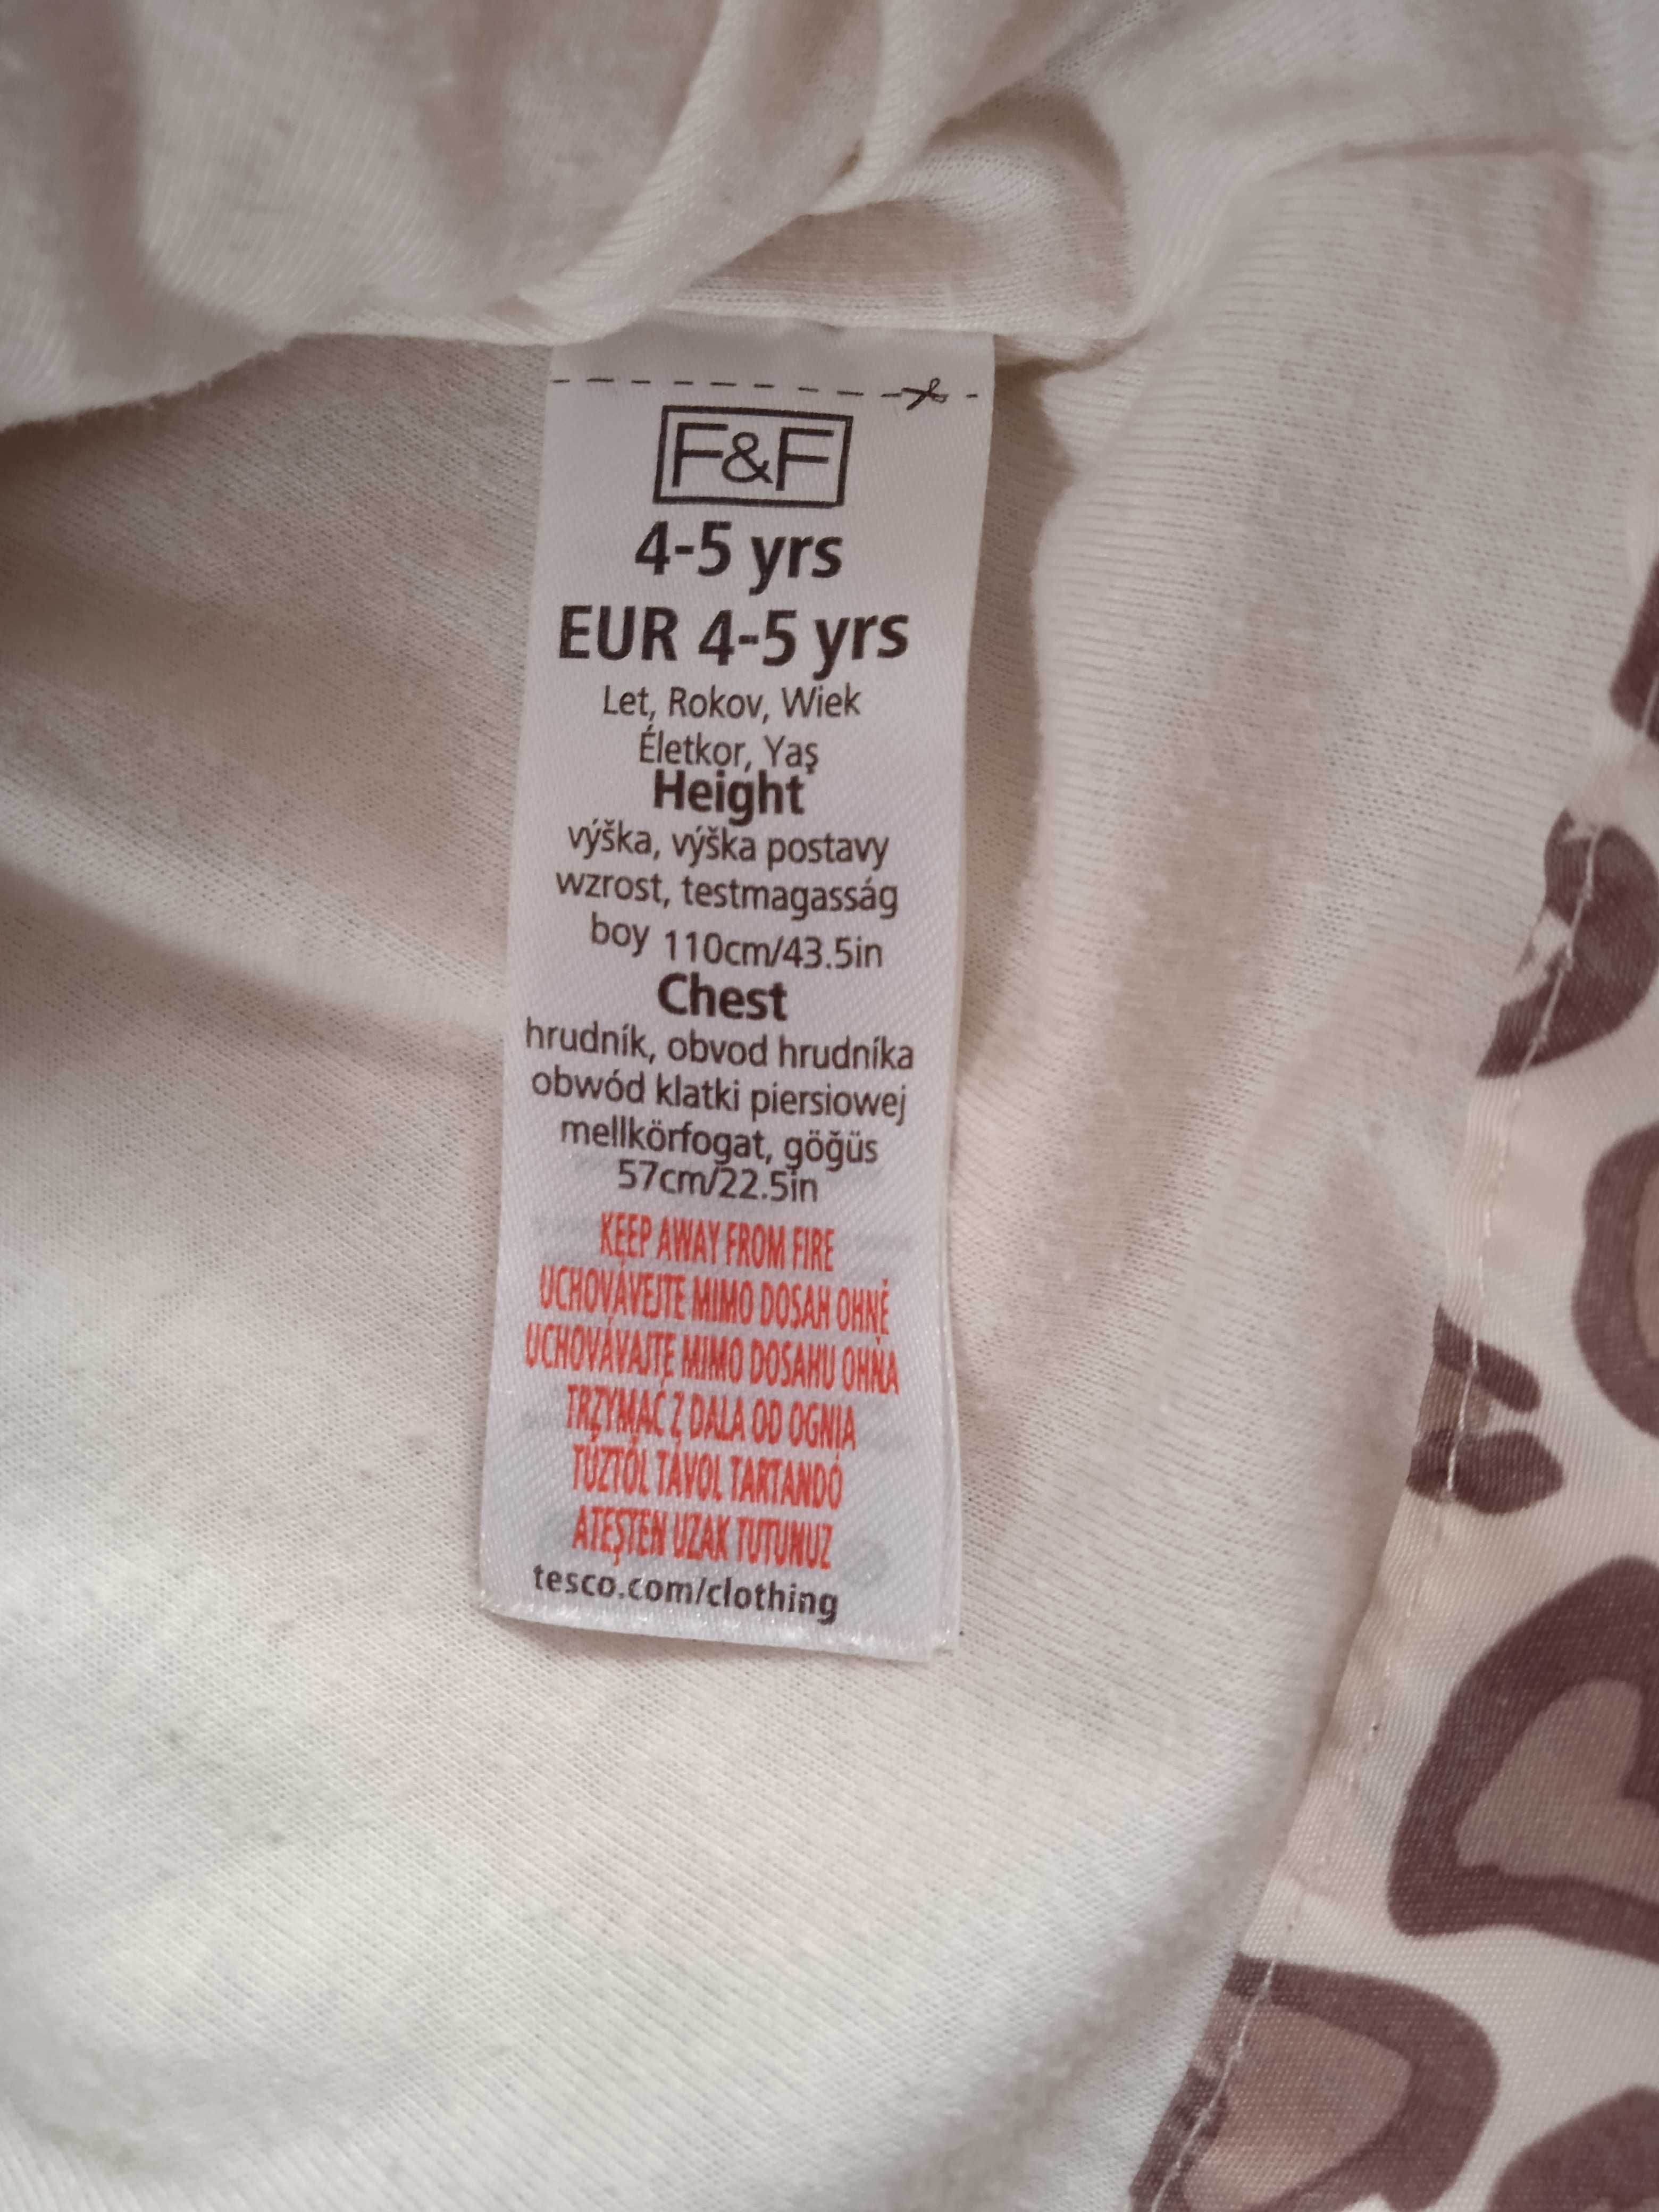 F&F
4-5 yrs
EUR 4-5 yrs
Let, Rokov, Wiek
Életkor, Yaş
Height
výška, výška postavy
wzrost, testmagasság
boy 110cm/43.5in
Chest
hrudník, obvod hrudníka
obwód klatki piersiowej
mellkörfogat, göğüs
57cm/22.5in
KEEP AWAY FROM FIRE
UCHOVÁVEJTE MIMO DOSAH OHNĚ
UCHOVÁVAJTE MIMO DOSAHU OHŇA
TRZYMAĆ Z DALA OD OGNIA
TŰZTŐL TÁVOL TARTANDÓ
ATEŞTEN UZAK TUTUNUZ
tesco.com/clothing